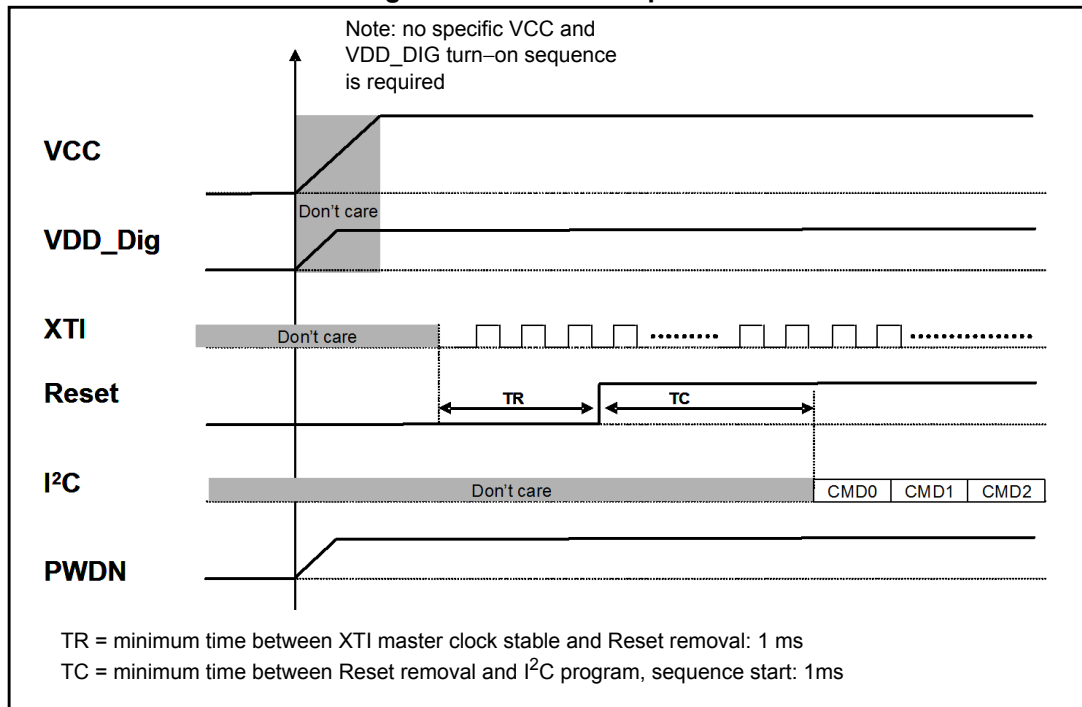 Note: no specific VCC and
VDD_DIG turn–on sequence
is required
VCC
Don't care
VDD_Dig
XTI
Don't care
Reset
TR
TC
I²C
Don't care
CMD0
CMD1
CMD2
PWDN
TR = minimum time between XTI master clock stable and Reset removal: 1 ms
TC = minimum time between Reset removal and I²C program, sequence start: 1ms